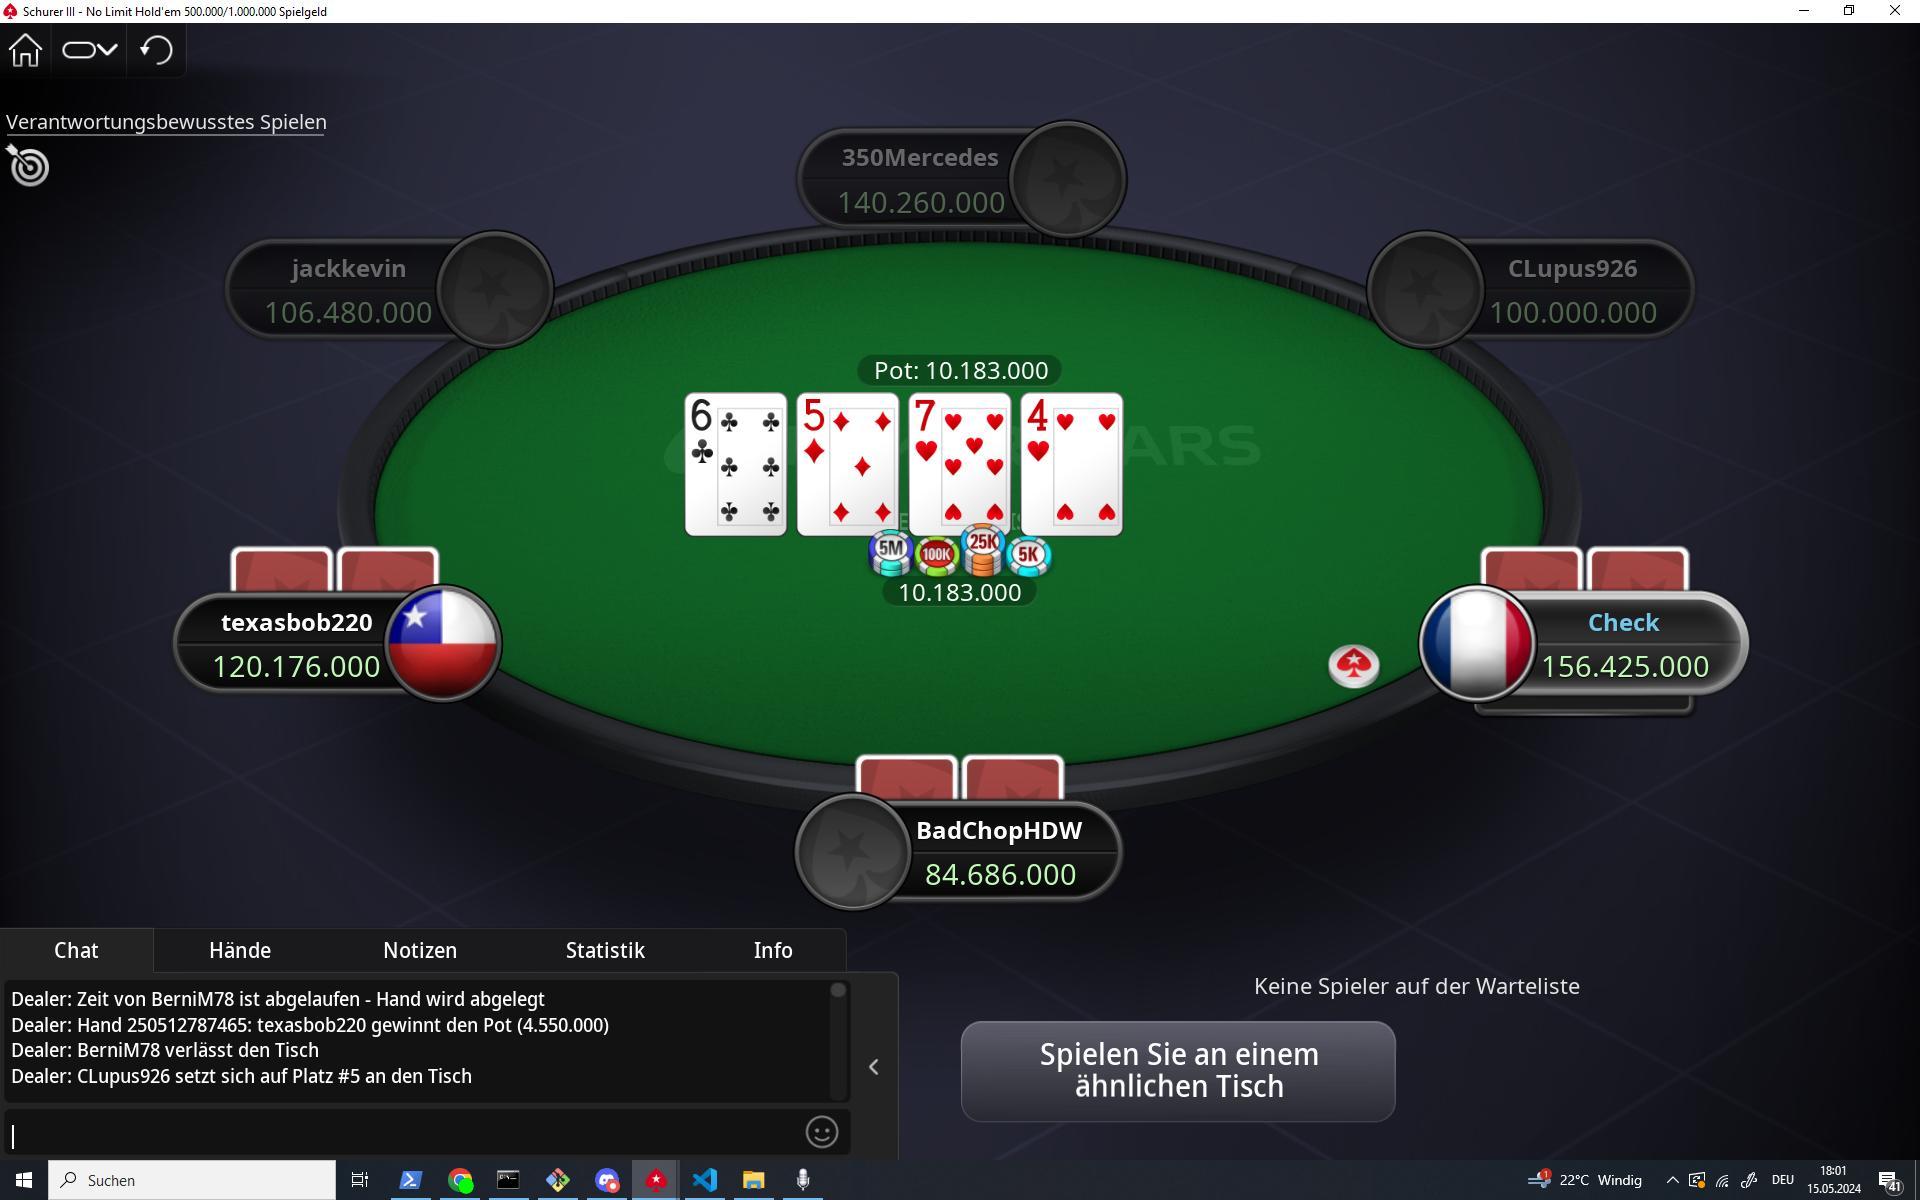 Schurer III - No Limit Hold'em 500.000/1.000.000 Spielgeld
Verantwortungsbewusstes Spielen
350Mercedes
140.260.000
jackkevin
106.480.000
CLupus926
100.000.000
Pot: 10.183.000
6 5 7 4
ARS
5M 100K 25K 5K
10.183.000
texasbob220
120.176.000
Check
156.425.000
BadChopHDW
84.686.000
Chat Hände Notizen Statistik Info
Dealer: Zeit von BerniM78 ist abgelaufen - Hand wird abgelegt
Dealer: Hand 250512787465: texasbob220 gewinnt den Pot (4.550.000)
Dealer: BerniM78 verlässt den Tisch
Dealer: CLupus926 setzt sich auf Platz #5 an den Tisch
Keine Spieler auf der Warteliste
Spielen Sie an einem
ähnlichen Tisch
Suchen
1
22°C Windig
DEU
18:01
15.05.2024
41